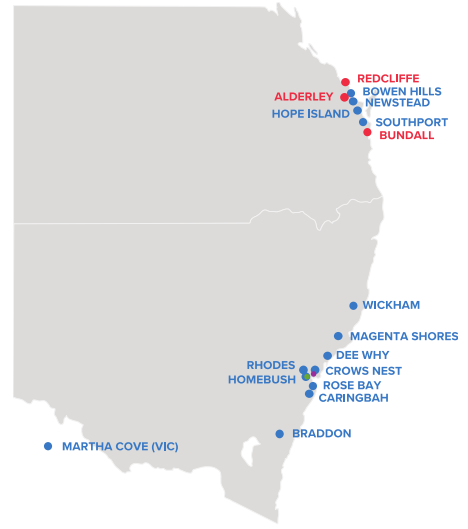 REDCLIFFE
BOWEN HILLS
ALDERLEY
NEWSTEAD
HOPE ISLAND
SOUTHPORT
BUNDALL
WICKHAM
MAGENTA SHORES
DEE WHY
RHODES
CROWS NEST
HOMEBUSH
ROSE BAY
CARINGBAH
BRADDON
MARTHA COVE (VIC)